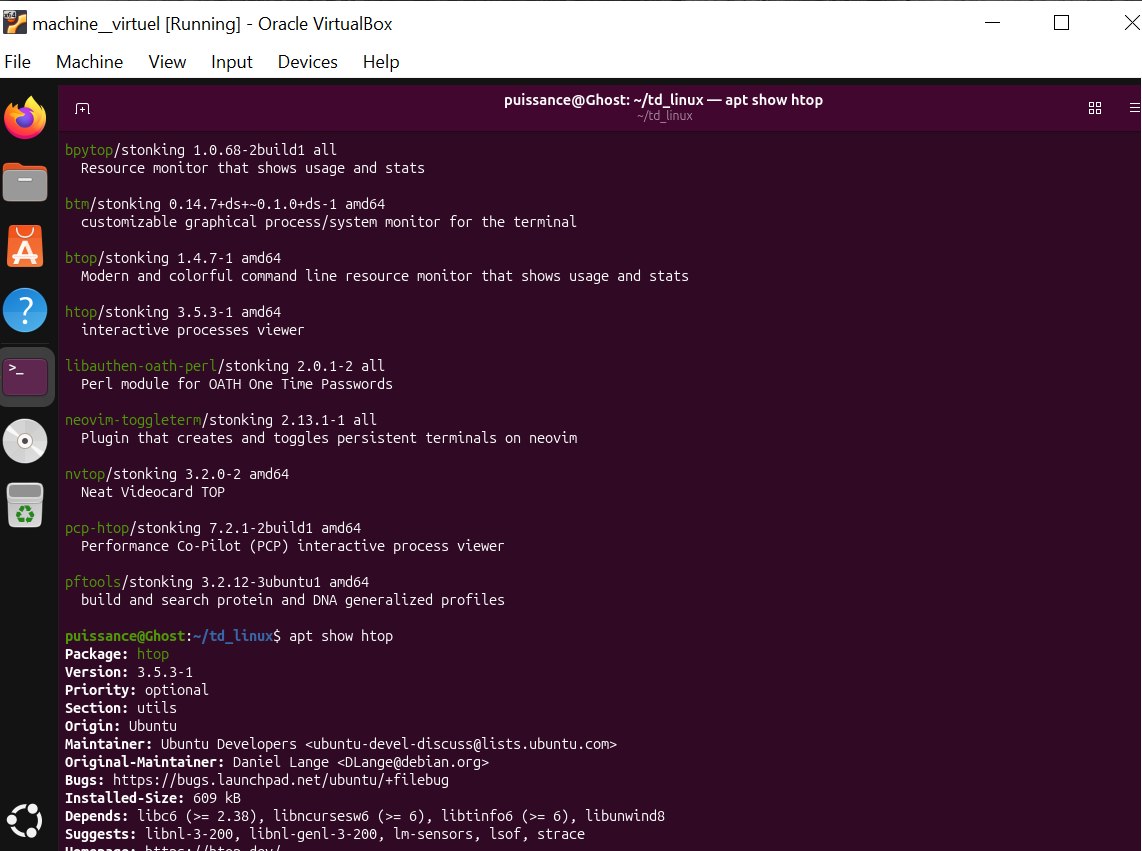 machine__virtuel [Running] - Oracle VirtualBox
File Machine View Input Devices Help
puissance@Ghost: ~/td_linux — apt show htop
~/td_linux
bpytop/stonking 1.0.68-2build1 all
Resource monitor that shows usage and stats
btm/stonking 0.14.7+ds+~0.1.0+ds-1 amd64
customizable graphical process/system monitor for the terminal
btop/stonking 1.4.7-1 amd64
Modern and colorful command line resource monitor that shows usage and stats
htop/stonking 3.5.3-1 amd64
interactive processes viewer
libauthen-oath-perl/stonking 2.0.1-2 all
Perl module for OATH One Time Passwords
neovim-toggleterm/stonking 2.13.1-1 all
Plugin that creates and toggles persistent terminals on neovim
nvtop/stonking 3.2.0-2 amd64
Neat Videocard TOP
pcp-htop/stonking 7.2.1-2build1 amd64
Performance Co-Pilot (PCP) interactive process viewer
pftools/stonking 3.2.12-3ubuntu1 amd64
build and search protein and DNA generalized profiles
puissance@Ghost:~/td_linux$ apt show htop
Package: htop
Version: 3.5.3-1
Priority: optional
Section: utils
Origin: Ubuntu
Maintainer: Ubuntu Developers <ubuntu-devel-discuss@lists.ubuntu.com>
Original-Maintainer: Daniel Lange <DLange@debian.org>
Bugs: https://bugs.launchpad.net/ubuntu/+filebug
Installed-Size: 609 kB
Depends: libc6 (>= 2.38), libncursesw6 (>= 6), libtinfo6 (>= 6), libunwind8
Suggests: libnl-3-200, libnl-genl-3-200, lm-sensors, lsof, strace
Homepage: https://htop.dev/